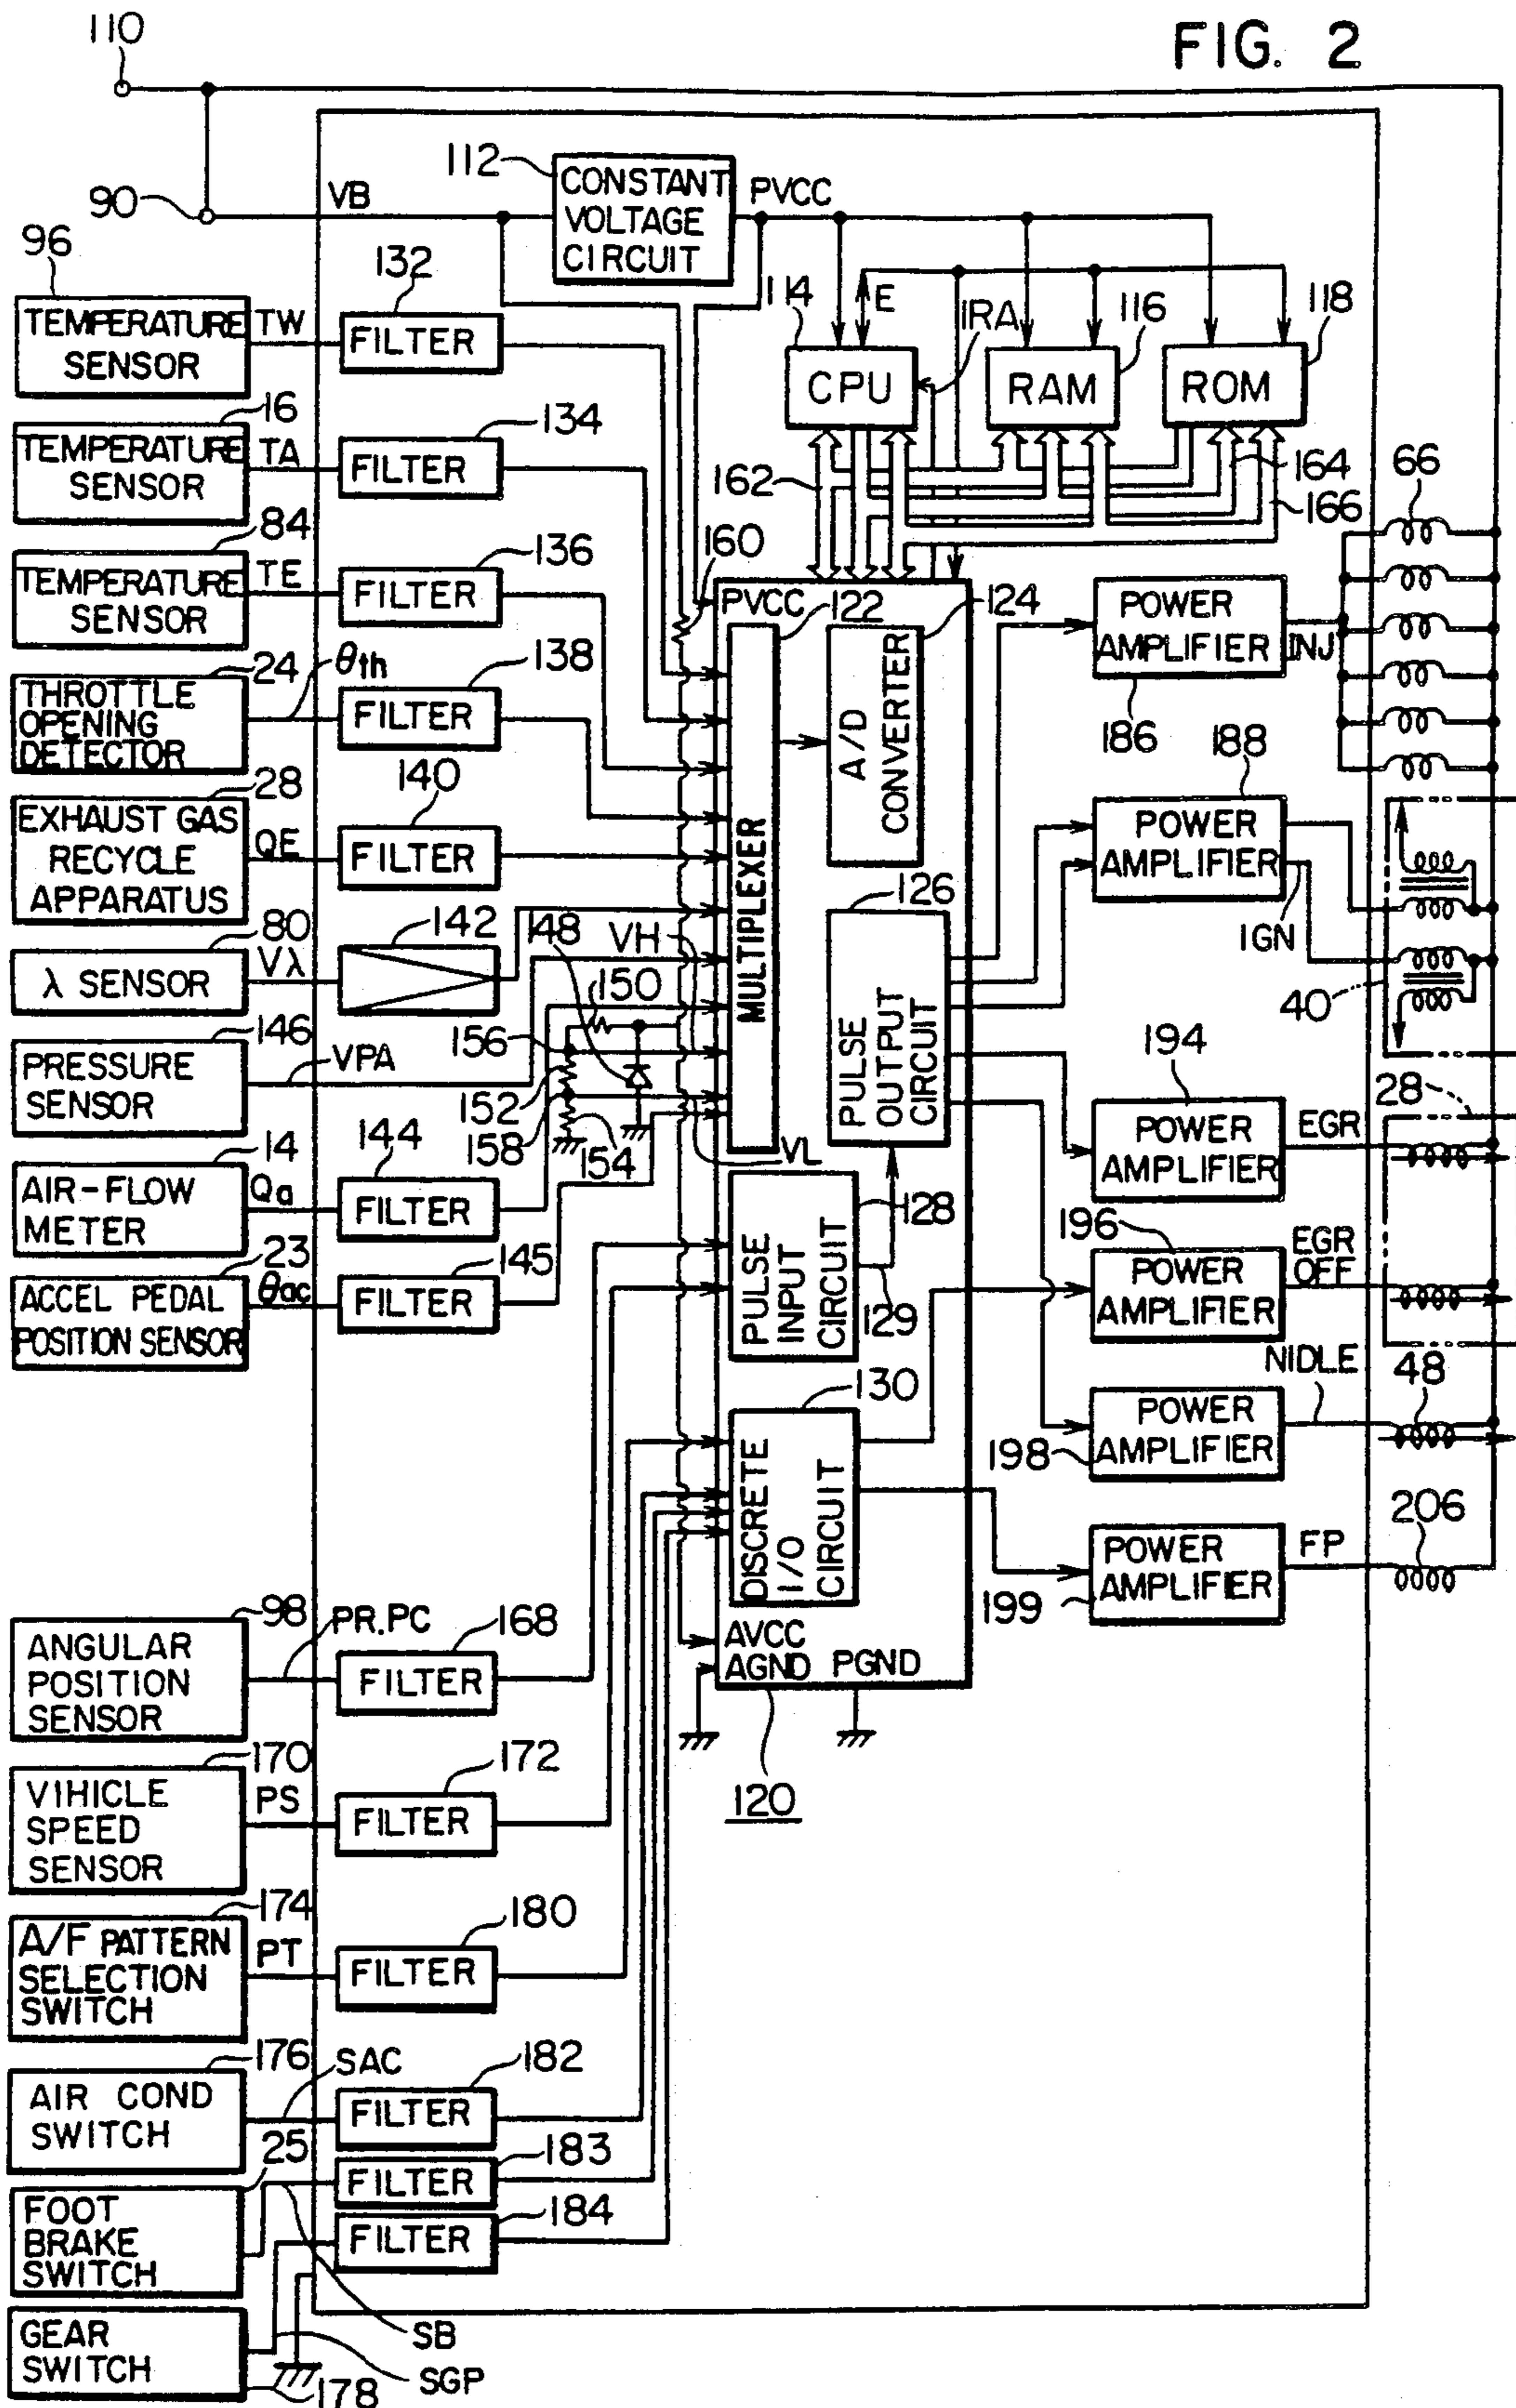 FIG. 2
110
112
CONSTANT
VOLTAGE
CIRCUIT
PVCC
VB
90
96
TEMPERATURE
SENSOR
TW
132
FILTER
114
E
IRA
116
118
CPU
RAM
ROM
16
TEMPERATURE
SENSOR
TA
134
FILTER
162
164
166
66
84
TEMPERATURE
SENSOR
TE
136
FILTER
160
PVCC
122
124
POWER
AMPLIFIER
INJ
186
24
THROTTLE
OPENING
DETECTOR
θth
138
FILTER
MULTIPLEXER
A/D
CONVERTER
28
EXHAUST GAS
RECYCLE
APPARATUS
QE
140
FILTER
188
POWER
AMPLIFIER
IGN
40
80
λ SENSOR
Vλ
142
148
VH
150
126
PULSE
OUTPUT
CIRCUIT
146
PRESSURE
SENSOR
VPA
156
152
158
154
VL
194
POWER
AMPLIFIER
EGR
28
14
AIR-FLOW
METER
Qa
144
FILTER
128
PULSE
INPUT
CIRCUIT
129
196
POWER
AMPLIFIER
EGR
OFF
23
ACCEL PEDAL
POSITION SENSOR
θac
145
FILTER
NIDLE
48
130
DISCRETE
I/O
CIRCUIT
POWER
AMPLIFIER
198
206
POWER
AMPLIFIER
FP
199
98
ANGULAR
POSITION
SENSOR
PR.PC
168
FILTER
AVCC
AGND
PGND
120
170
VIHICLE
SPEED
SENSOR
PS
172
FILTER
174
A/F PATTERN
SELECTION
SWITCH
PT
180
FILTER
176
AIR COND
SWITCH
SAC
182
FILTER
25
FOOT
BRAKE
SWITCH
183
FILTER
184
FILTER
GEAR
SWITCH
178
SB
SGP